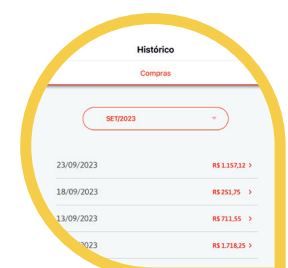 Histórico
Compras
SET/2023
23/09/2023 R$ 1.157,12 >
18/09/2023 R$ 251,75 >
13/09/2023 R$ 711,55 >
/2023 R$ 1.718,25 >